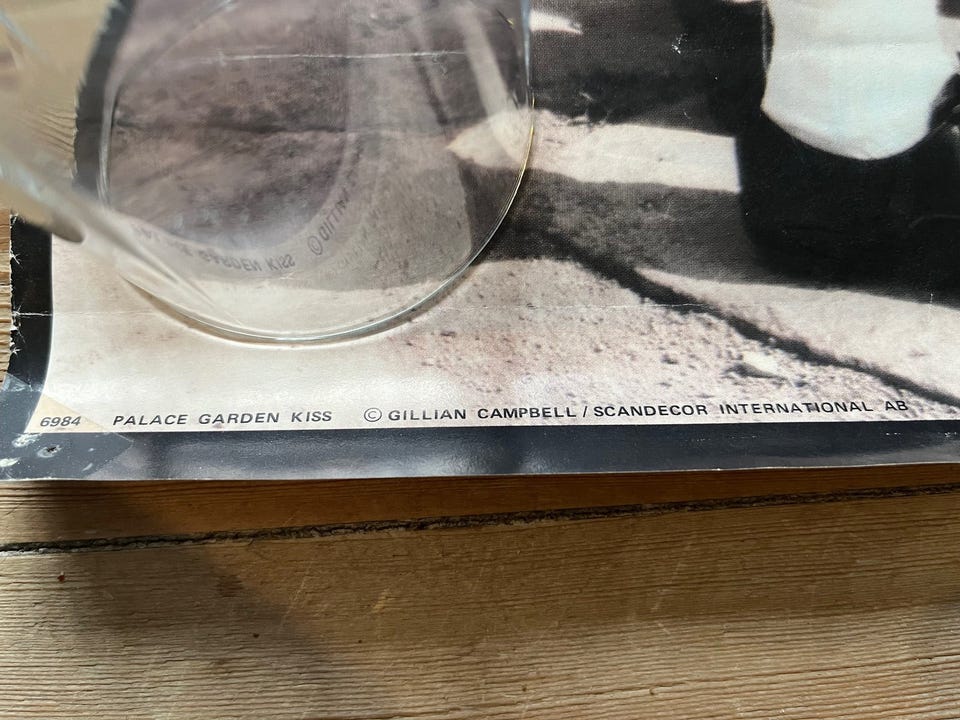 6984 PALACE GARDEN KISS © GILLIAN CAMPBELL / SCANDECOR INTERNATIONAL AB